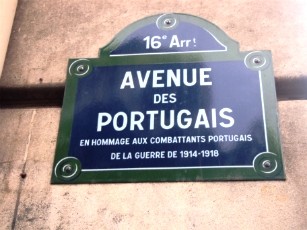 16e Arrt
AVENUE
DES
PORTUGAIS
EN HOMMAGE AUX COMBATTANTS PORTUGAIS
DE LA GUERRE DE 1914-1918